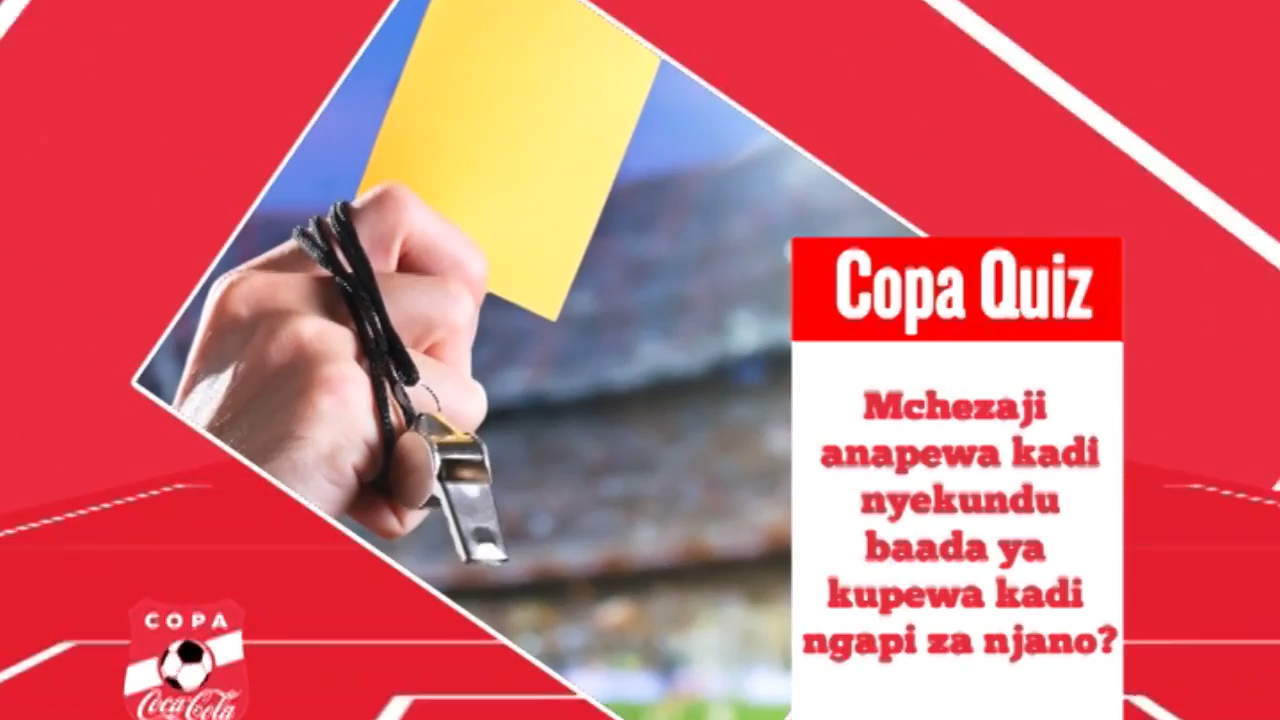 Copa Quiz
Mchezaji
anapewa kadi
nyekundu
baada ya
kupewa kadi
ngapi za njano?
COPA
Coca-Cola